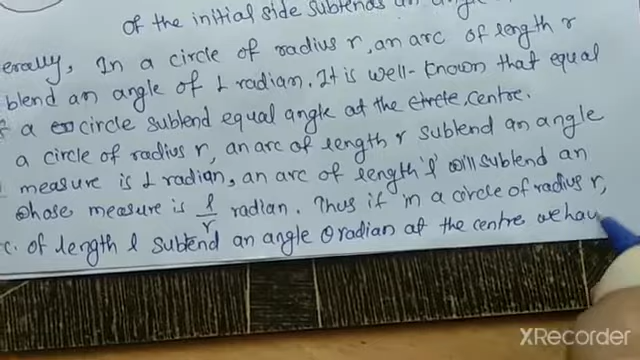 of the initial side subtends an angle
erally, In a circle of radius r, an arc of length r
blend an angle of 1 radian. It is well-known that equal
a circle subtend equal angle at the centre.
a circle of radius r, an arc of length r subtend an angle
measure is 1 radian, an arc of length 'l' will subtend an
whose measure is l/r radian. Thus if in a circle of radius r,
c. of length l subtend an angle θ radian at the centre we hav
XRecorder